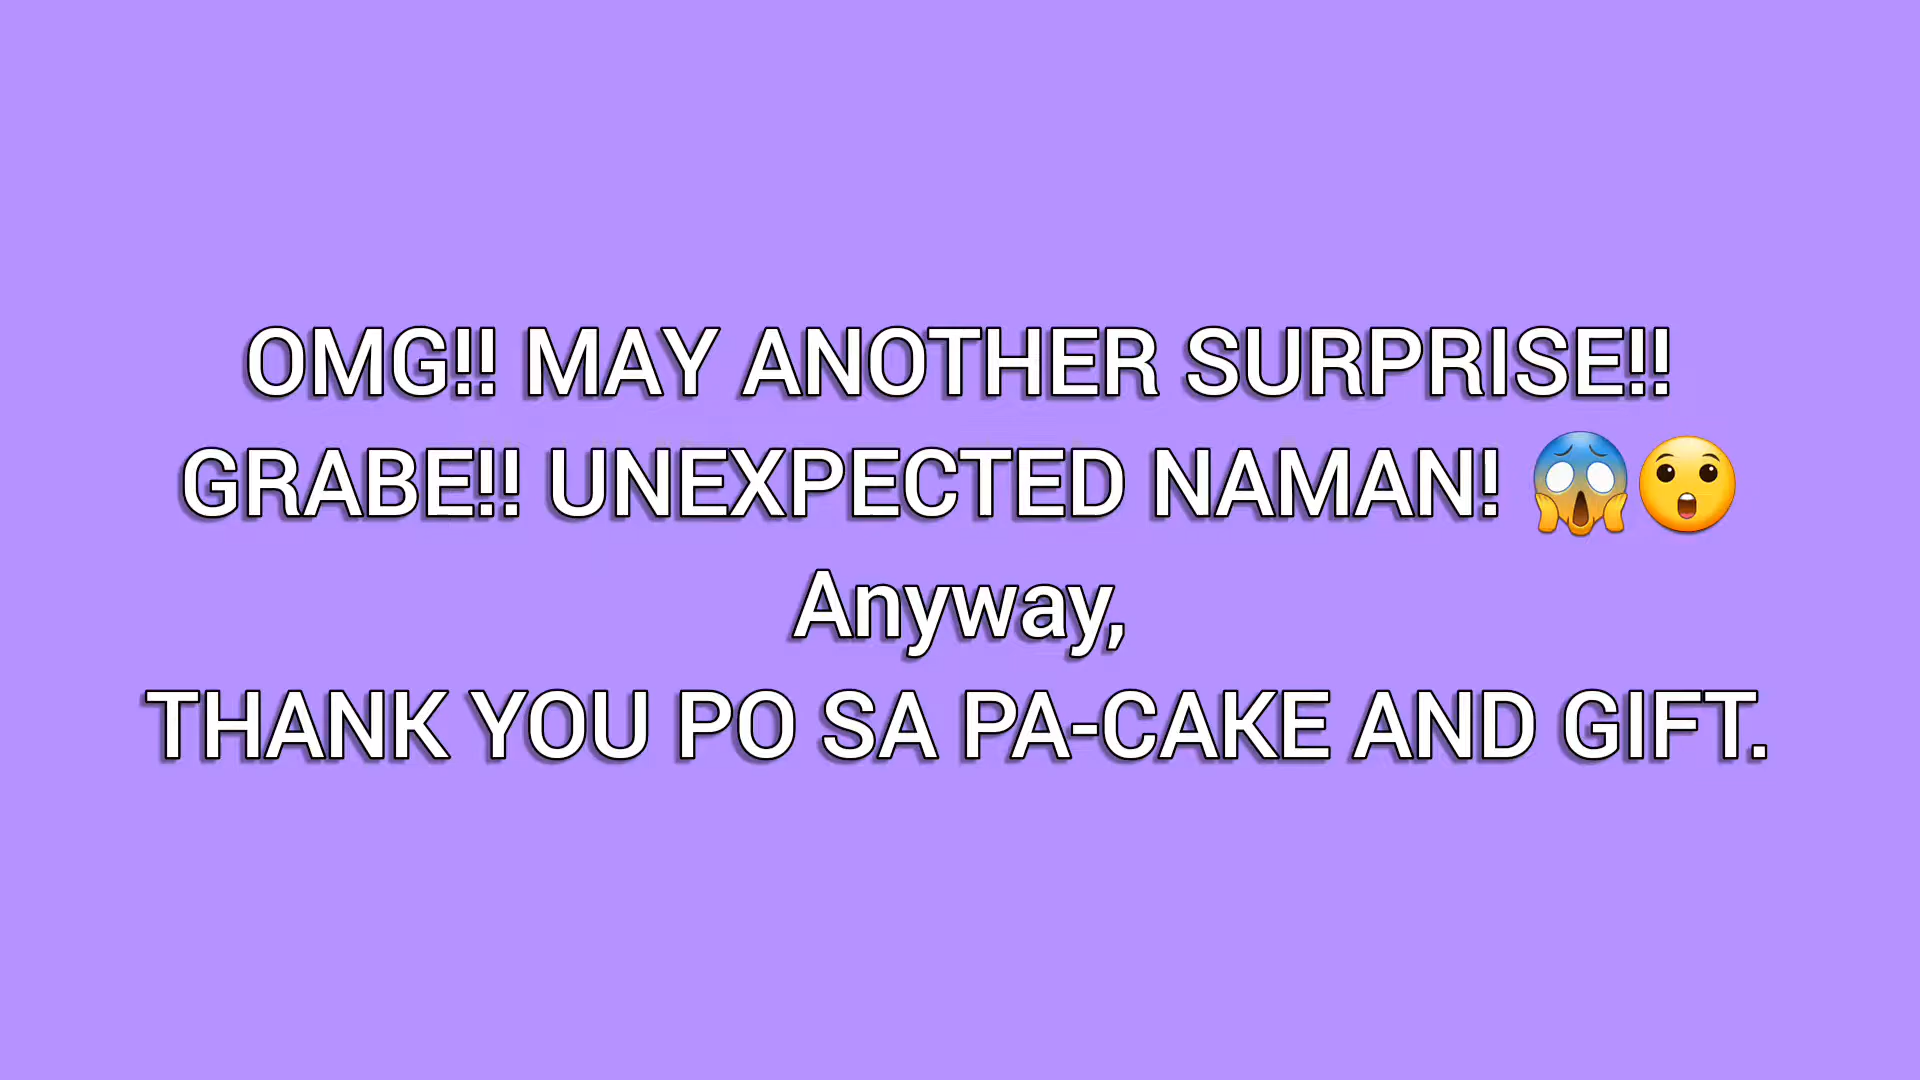 OMG!! MAY ANOTHER SURPRISE!!
GRABE!! UNEXPECTED NAMAN! 😱😲
Anyway,
THANK YOU PO SA PA-CAKE AND GIFT.